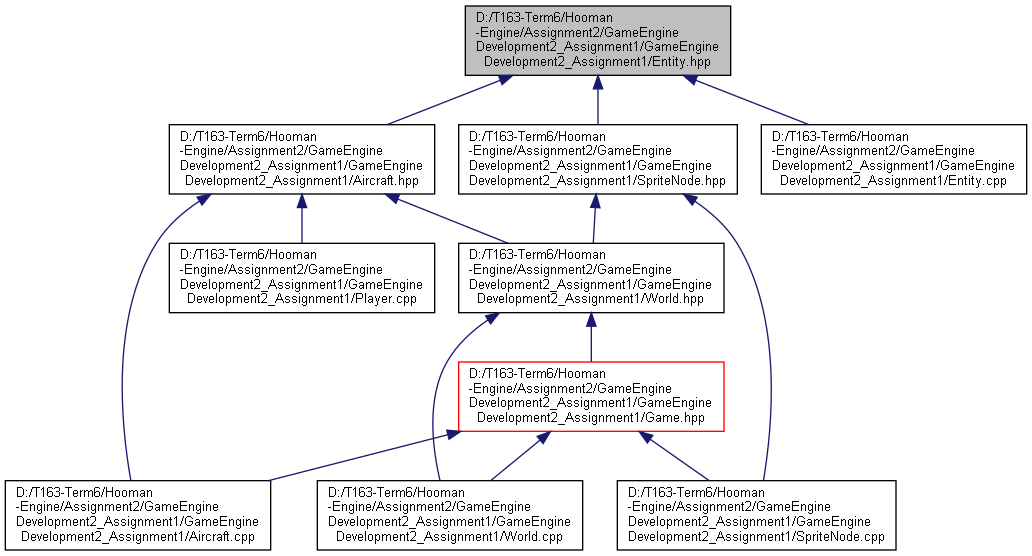 D:/T163-Term6/Hooman
-Engine/Assignment2/GameEngine
Development2_Assignment1/GameEngine
Development2_Assignment1/Entity.hpp
D:/T163-Term6/Hooman
-Engine/Assignment2/GameEngine
Development2_Assignment1/GameEngine
Development2_Assignment1/Aircraft.hpp
D:/T163-Term6/Hooman
-Engine/Assignment2/GameEngine
Development2_Assignment1/GameEngine
Development2_Assignment1/SpriteNode.hpp
D:/T163-Term6/Hooman
-Engine/Assignment2/GameEngine
Development2_Assignment1/GameEngine
Development2_Assignment1/Entity.cpp
D:/T163-Term6/Hooman
-Engine/Assignment2/GameEngine
Development2_Assignment1/GameEngine
Development2_Assignment1/Player.cpp
D:/T163-Term6/Hooman
-Engine/Assignment2/GameEngine
Development2_Assignment1/GameEngine
Development2_Assignment1/World.hpp
D:/T163-Term6/Hooman
-Engine/Assignment2/GameEngine
Development2_Assignment1/GameEngine
Development2_Assignment1/Game.hpp
D:/T163-Term6/Hooman
-Engine/Assignment2/GameEngine
Development2_Assignment1/GameEngine
Development2_Assignment1/Aircraft.cpp
D:/T163-Term6/Hooman
-Engine/Assignment2/GameEngine
Development2_Assignment1/GameEngine
Development2_Assignment1/World.cpp
D:/T163-Term6/Hooman
-Engine/Assignment2/GameEngine
Development2_Assignment1/GameEngine
Development2_Assignment1/SpriteNode.cpp